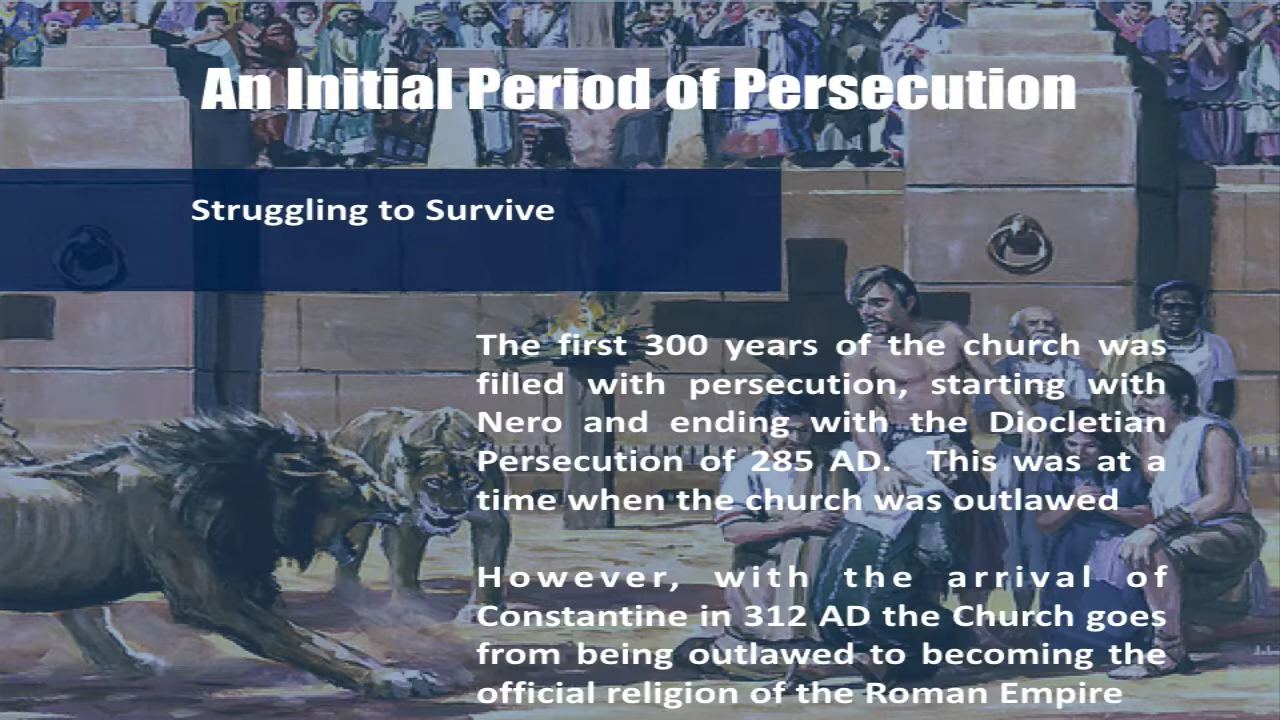 An Initial Period of Persecution
Struggling to Survive
The first 300 years of the church was
filled with persecution, starting with
Nero and ending with the Diocletian
Persecution of 285 AD. This was at a
time when the church was outlawed
However, with the arrival of
Constantine in 312 AD the Church goes
from being outlawed to becoming the
official religion of the Roman Empire